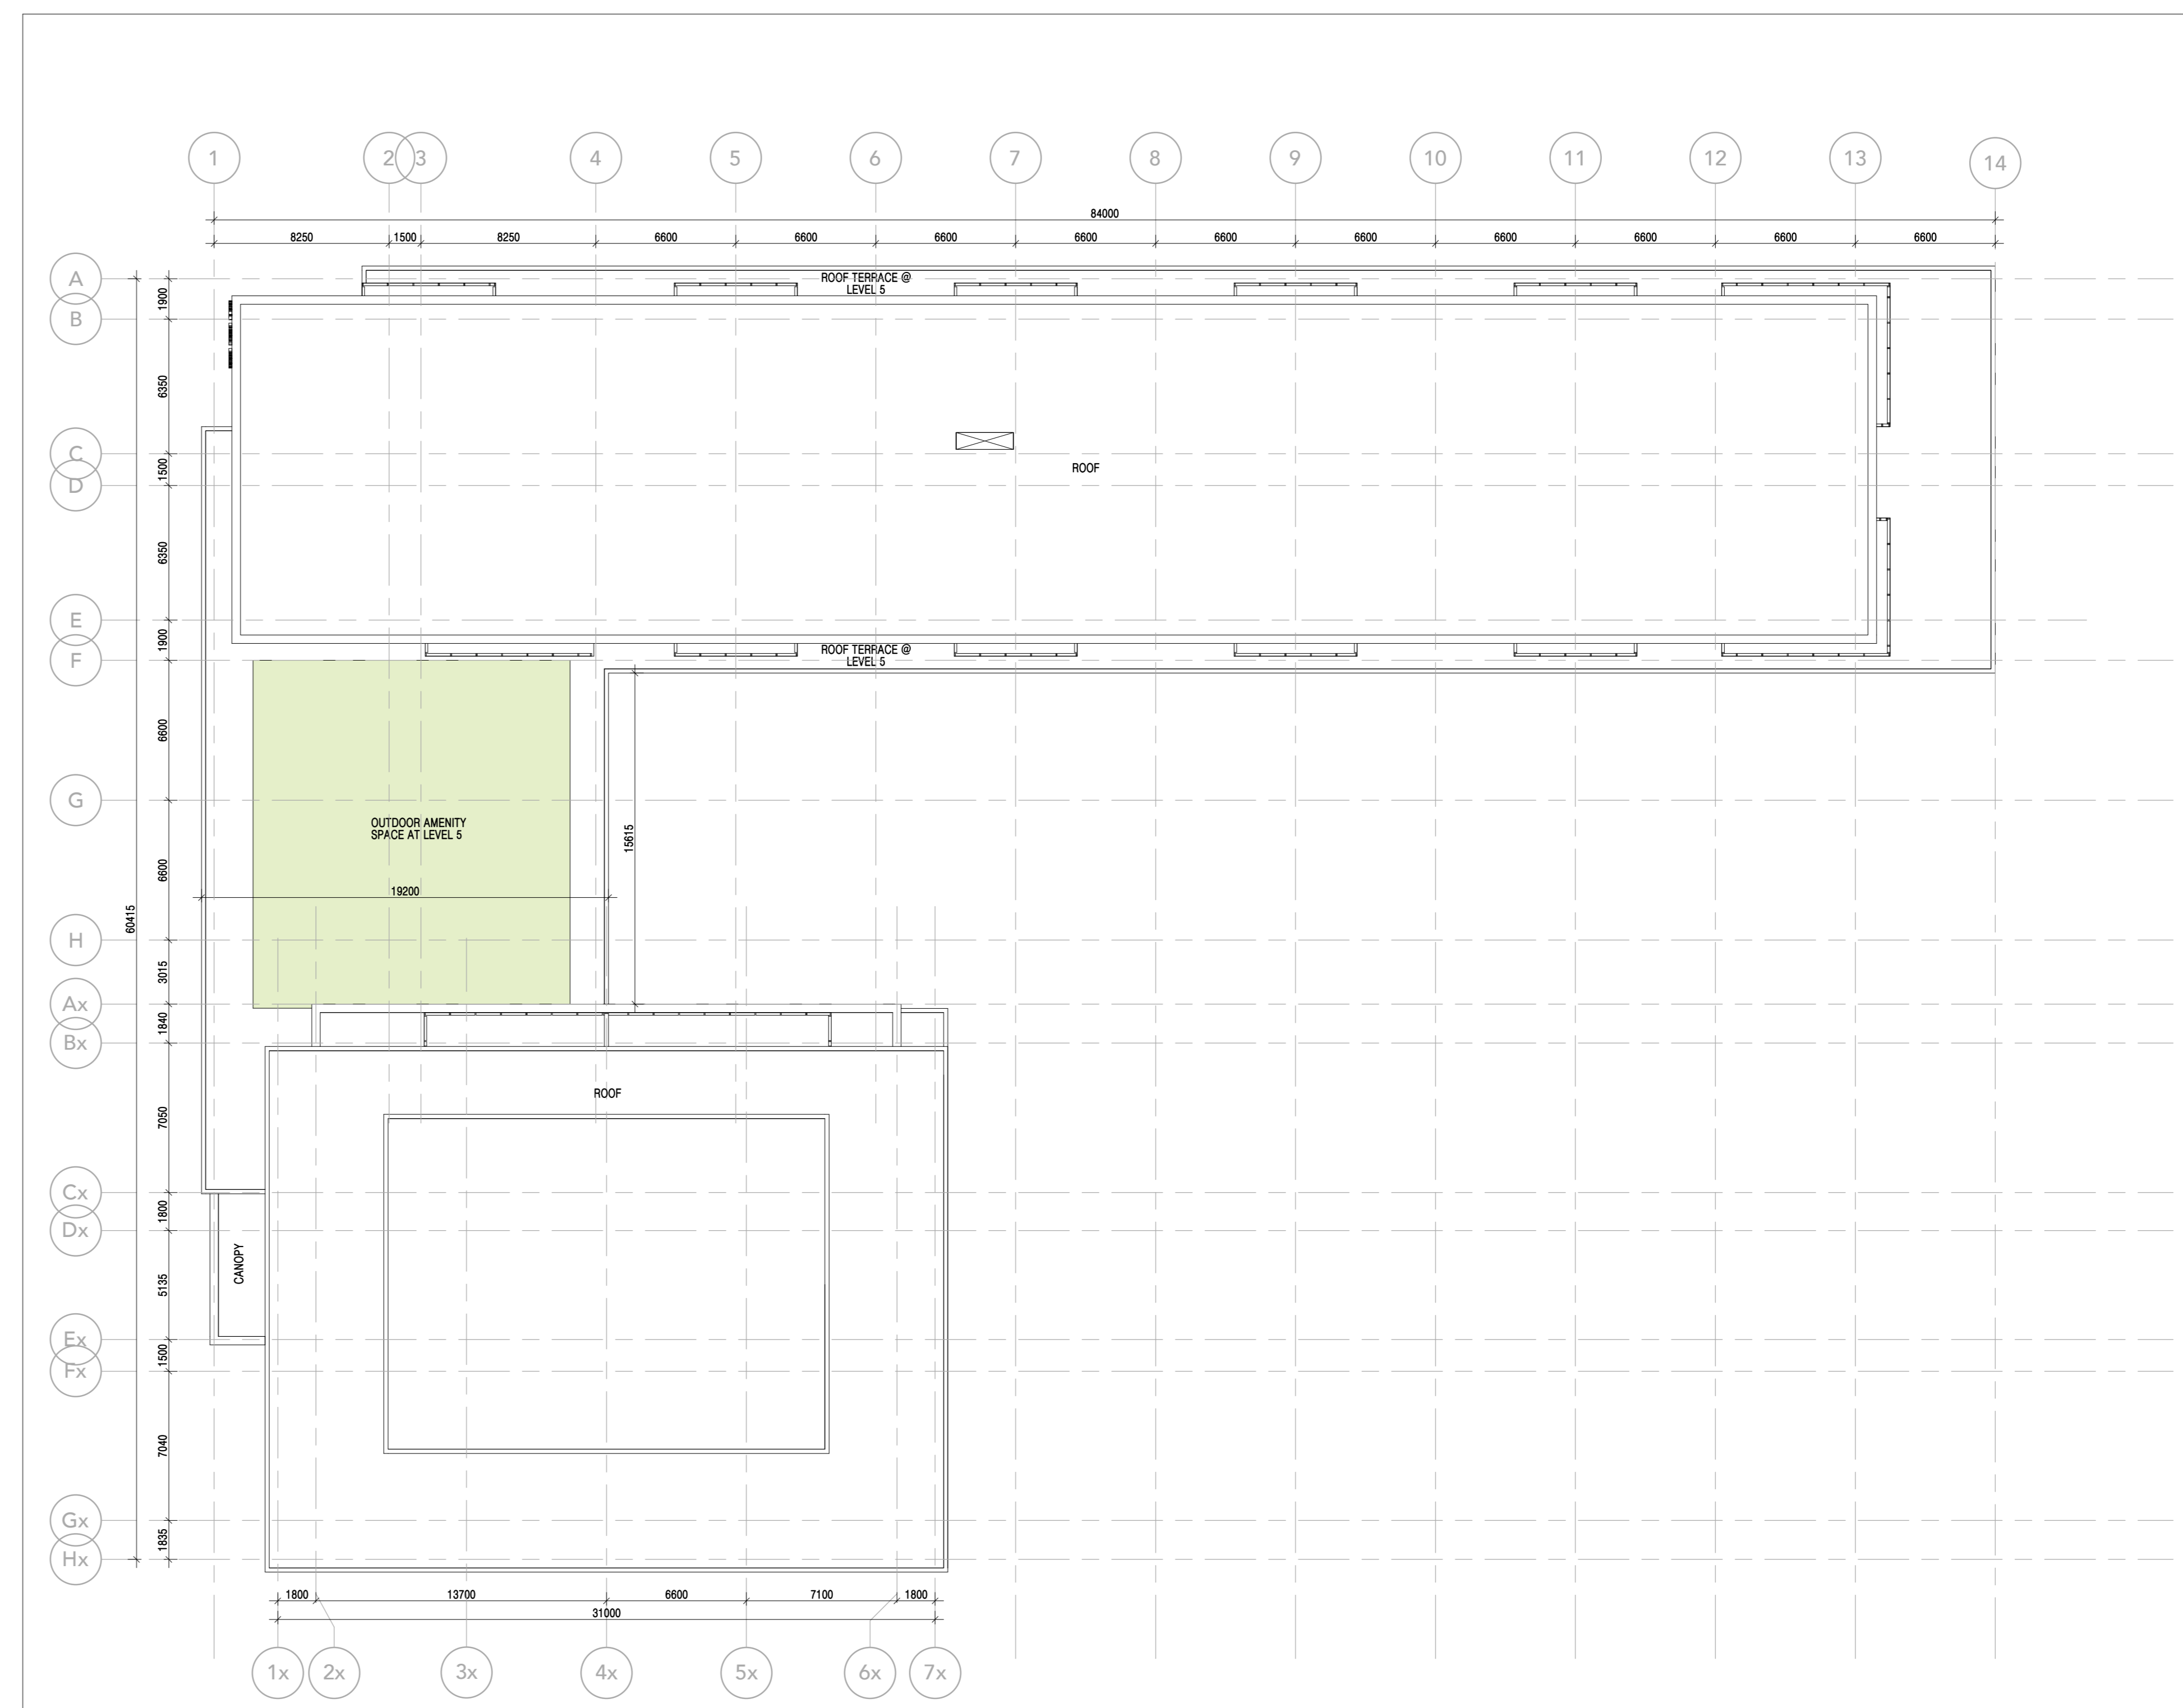 1
2
3
4
5
6
7
8
9
10
11
12
13
14
84000
8250
1500
8250
6600
6600
6600
6600
6600
6600
6600
6600
6600
6600
A
B
C
D
E
F
G
H
Ax
Bx
Cx
Dx
Ex
Fx
Gx
Hx
60415
1900
6350
1500
6350
1900
6600
6600
3015
1840
7050
1800
5135
1500
7040
1835
ROOF TERRACE @
LEVEL 5
ROOF
ROOF TERRACE @
LEVEL 5
OUTDOOR AMENITY
SPACE AT LEVEL 5
15615
19200
ROOF
CANOPY
1800
13700
6600
7100
1800
31000
1x
2x
3x
4x
5x
6x
7x